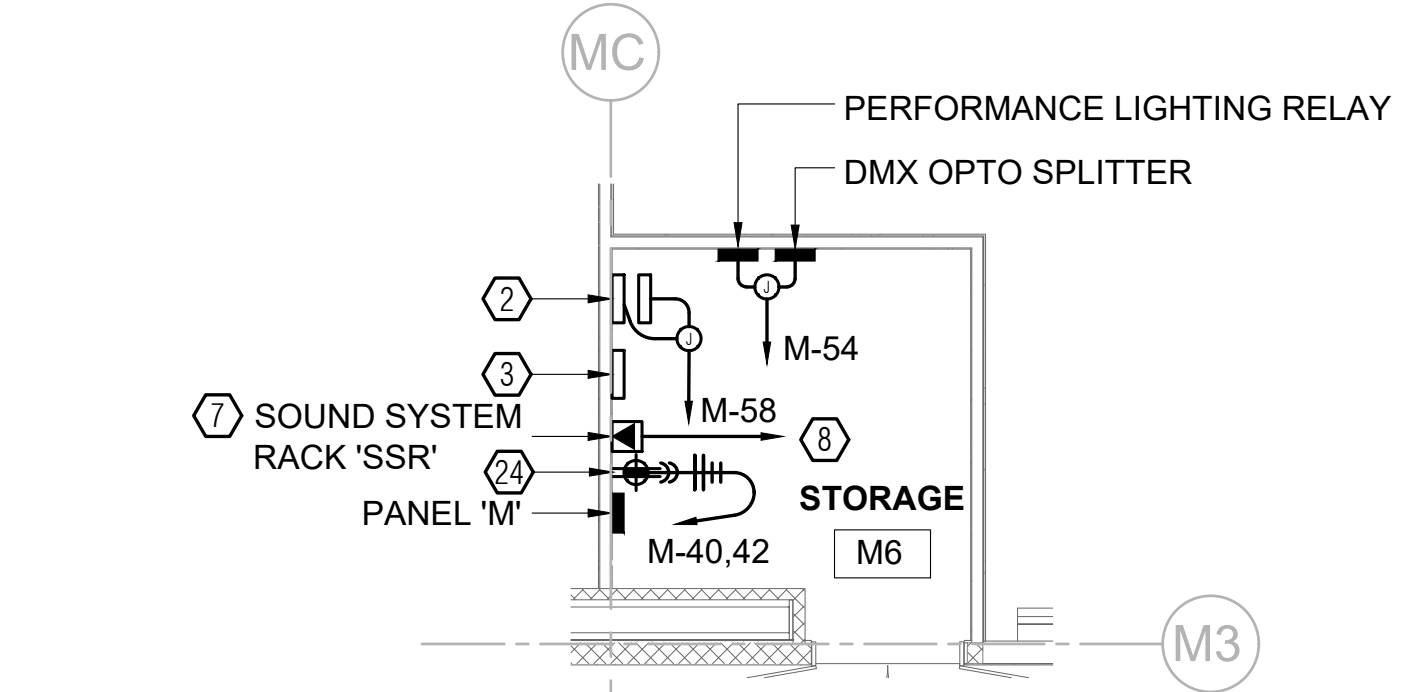 MC
PERFORMANCE LIGHTING RELAY
DMX OPTO SPLITTER
2
J
J
M-54
3
M-58
7 SOUND SYSTEM
RACK 'SSR'
8
24
STORAGE
PANEL 'M'
M-40,42
M6
M3